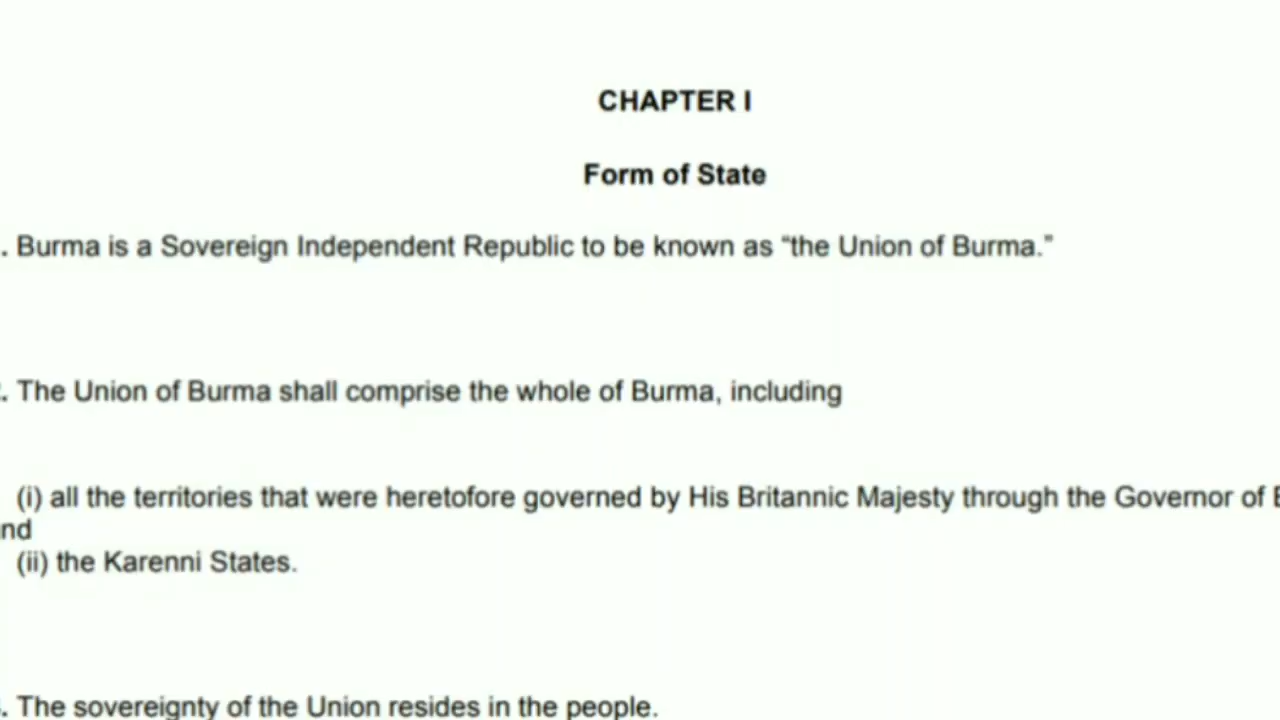 CHAPTER I
Form of State
. Burma is a Sovereign Independent Republic to be known as “the Union of Burma.”
. The Union of Burma shall comprise the whole of Burma, including
(i) all the territories that were heretofore governed by His Britannic Majesty through the Governor of
nd
(ii) the Karenni States.
. The sovereignty of the Union resides in the people.